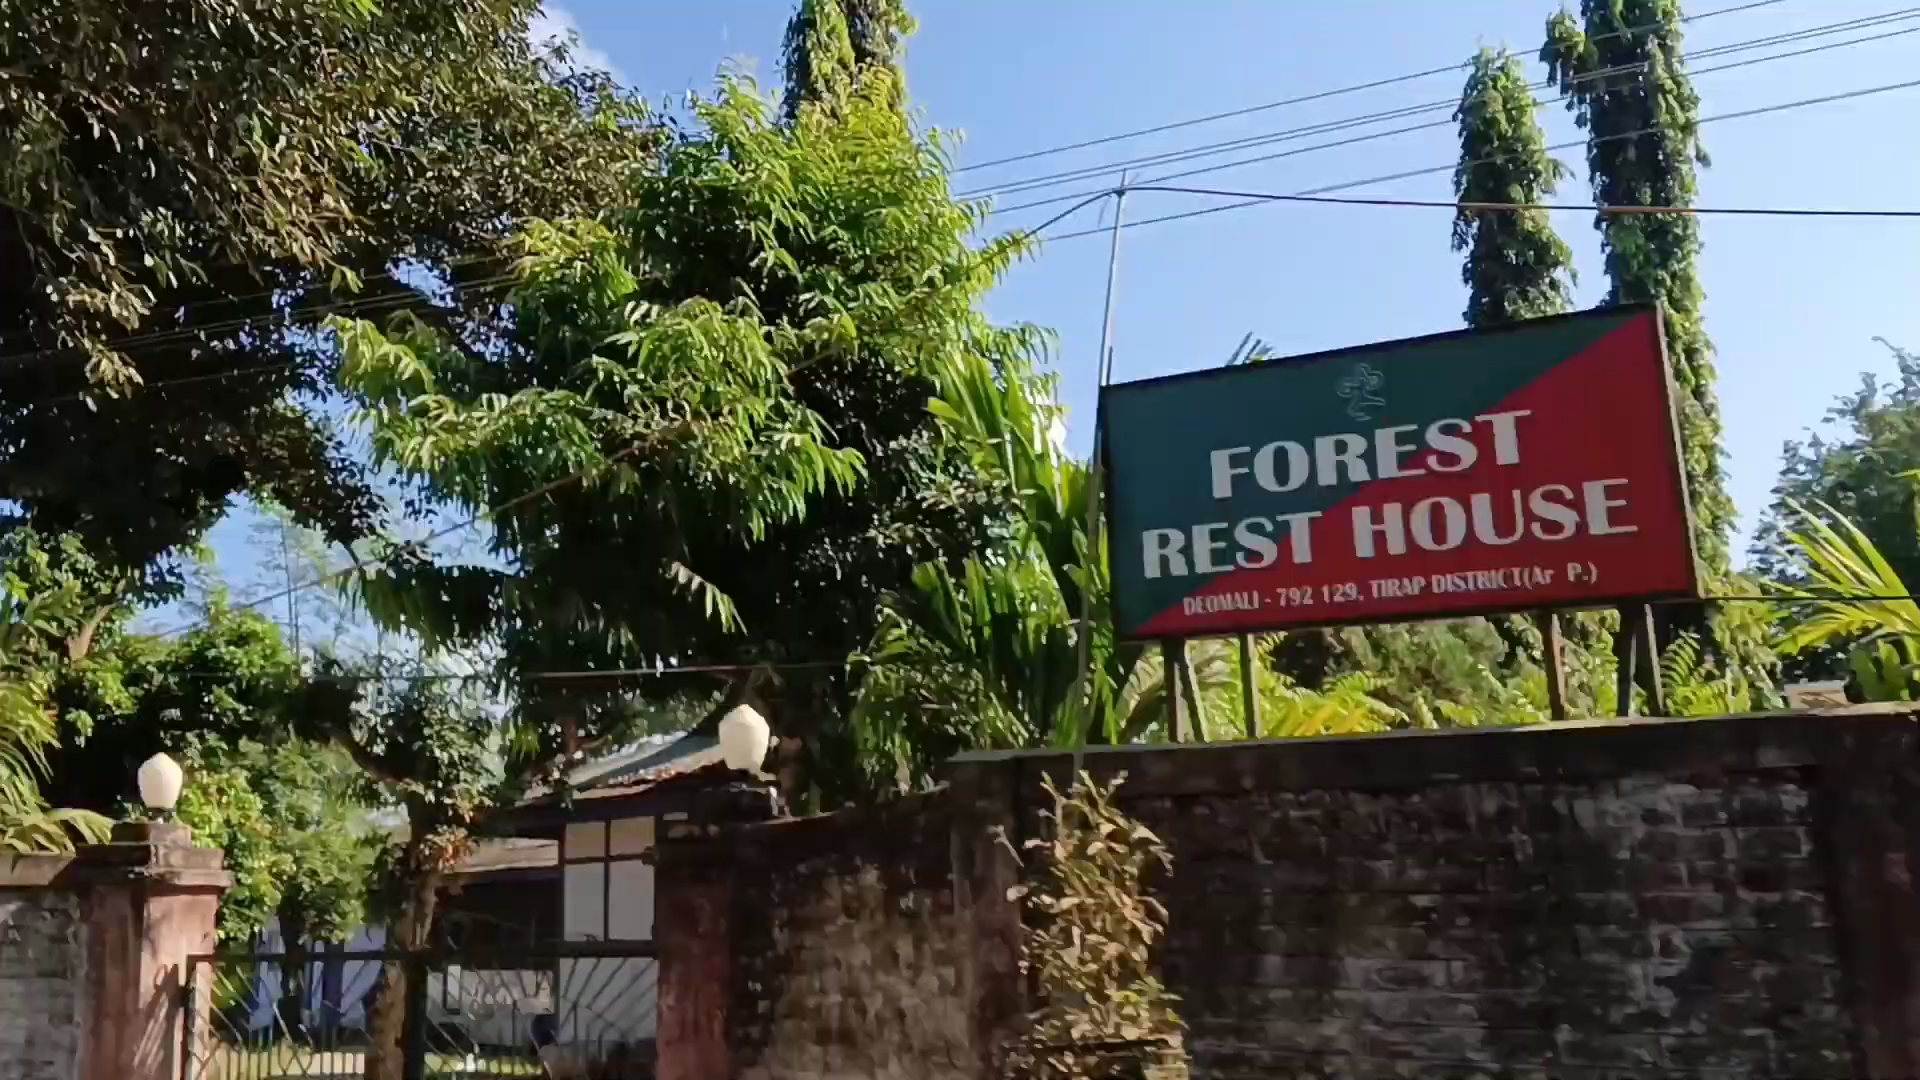 FOREST
REST HOUSE
DEOMALI - 792 129, TIRAP DISTRICT(Ar P.)